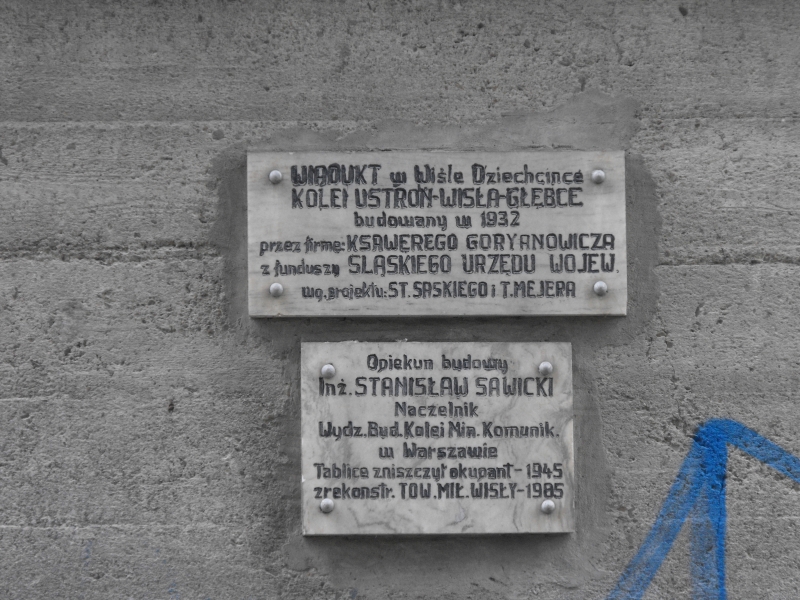 WIADUKT w Wiśle Dziechcince
KOLEI USTROŃ-WISŁA-GŁĘBCE
budowany w 1932
przez firmę: KSAWEREGO GORYANOWICZA
z funduszy ŚLĄSKIEGO URZĘDU WOJEW.
wg. projektu: ST. SASKIEGO i T. MEJERA
Opiekun budowy
Inż. STANISŁAW SAWICKI
Naczelnik
Wydz. Bud. Kolei Min. Komunik.
w Warszawie
Tablice zniszczył okupant - 1945
zrekonstr. TOW. MIŁ. WISŁY - 1985